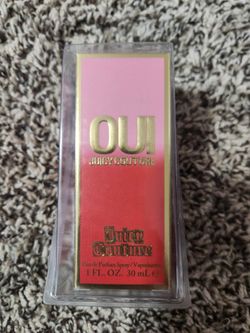 OUI
JUICY COUTURE
Juicy
Couture
Eau de Parfum Spray / Vaporisateur
1 FL. OZ. 30 mL e